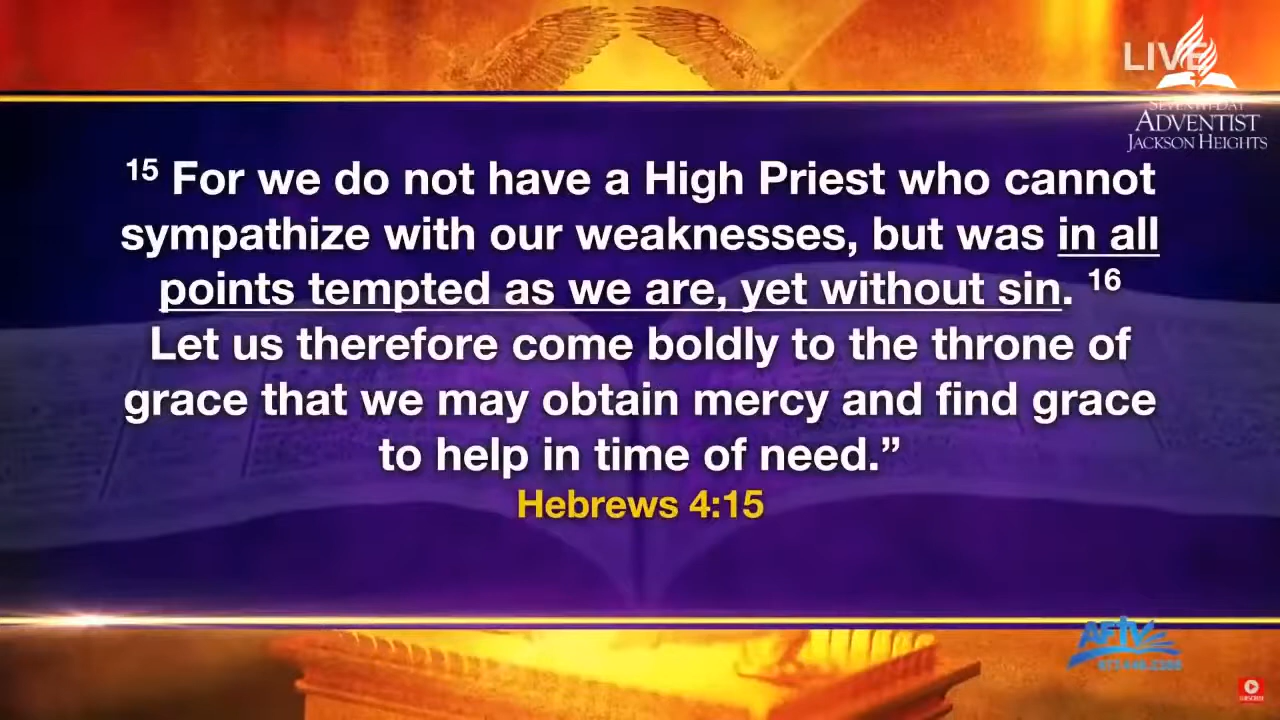 LIVE
SEVENTH-DAY
ADVENTIST
JACKSON HEIGHTS
¹⁵ For we do not have a High Priest who cannot
sympathize with our weaknesses, but was in all
points tempted as we are, yet without sin. ¹⁶
Let us therefore come boldly to the throne of
grace that we may obtain mercy and find grace
to help in time of need.”
Hebrews 4:15
AFTV
SUBSCRIBE